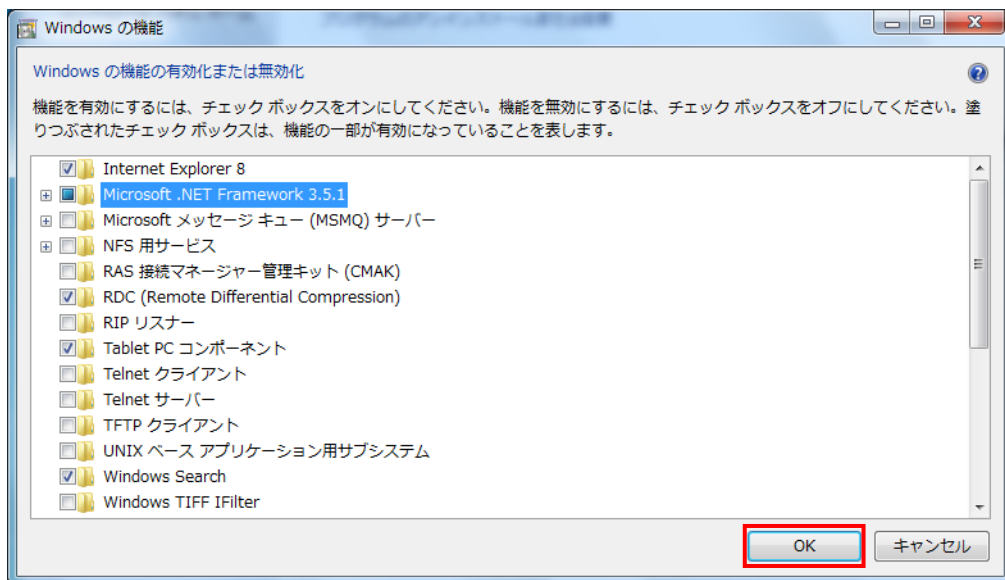 Windows の機能
Windows の機能の有効化または無効化
機能を有効にするには、チェック ボックスをオンにしてください。機能を無効にするには、チェック ボックスをオフにしてください。塗
りつぶされたチェック ボックスは、機能の一部が有効になっていることを表します。
Internet Explorer 8
Microsoft .NET Framework 3.5.1
Microsoft メッセージ キュー (MSMQ) サーバー
NFS 用サービス
RAS 接続マネージャー管理キット (CMAK)
RDC (Remote Differential Compression)
RIP リスナー
Tablet PC コンポーネント
Telnet クライアント
Telnet サーバー
TFTP クライアント
UNIX ベース アプリケーション用サブシステム
Windows Search
Windows TIFF IFilter
OK キャンセル